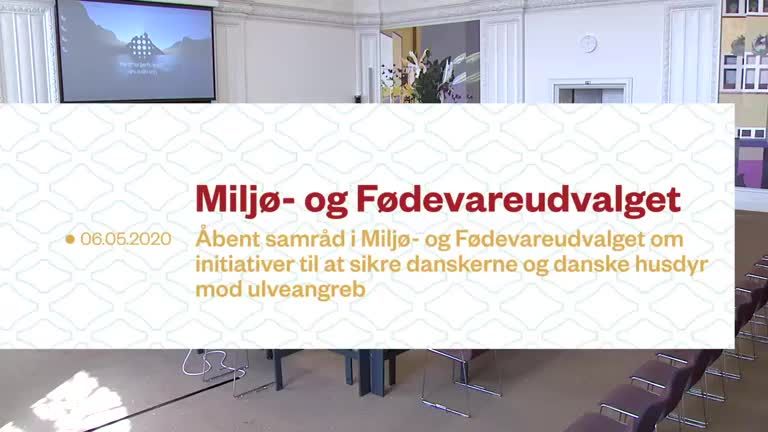 Miljø- og Fødevareudvalget
06.05.2020
Åbent samråd i Miljø- og Fødevareudvalget om
initiativer til at sikre danskerne og danske husdyr
mod ulveangreb